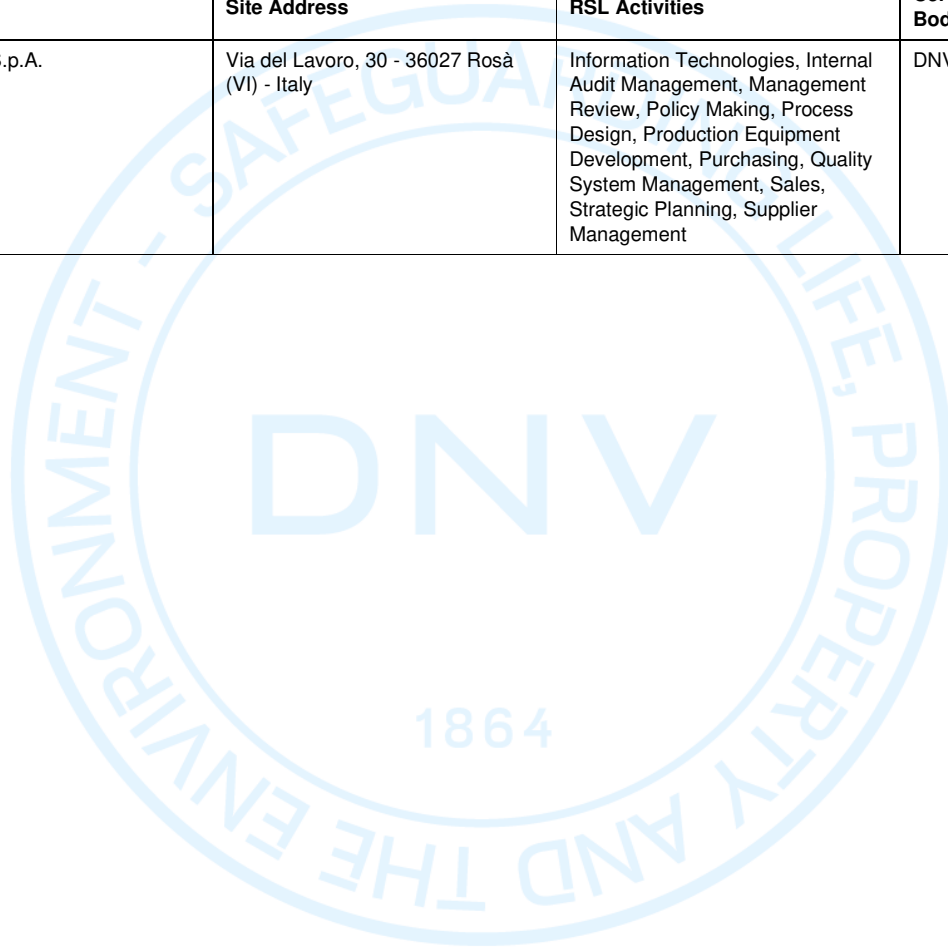 Site Address
RSL Activities
S.p.A.
Via del Lavoro, 30 - 36027 Rosà
(VI) - Italy
Information Technologies, Internal
Audit Management, Management
Review, Policy Making, Process
Design, Production Equipment
Development, Purchasing, Quality
System Management, Sales,
Strategic Planning, Supplier
Management
DNV
SAFEGUARDING LIFE, PROPERTY AND THE ENVIRONMENT –
DNV
1864